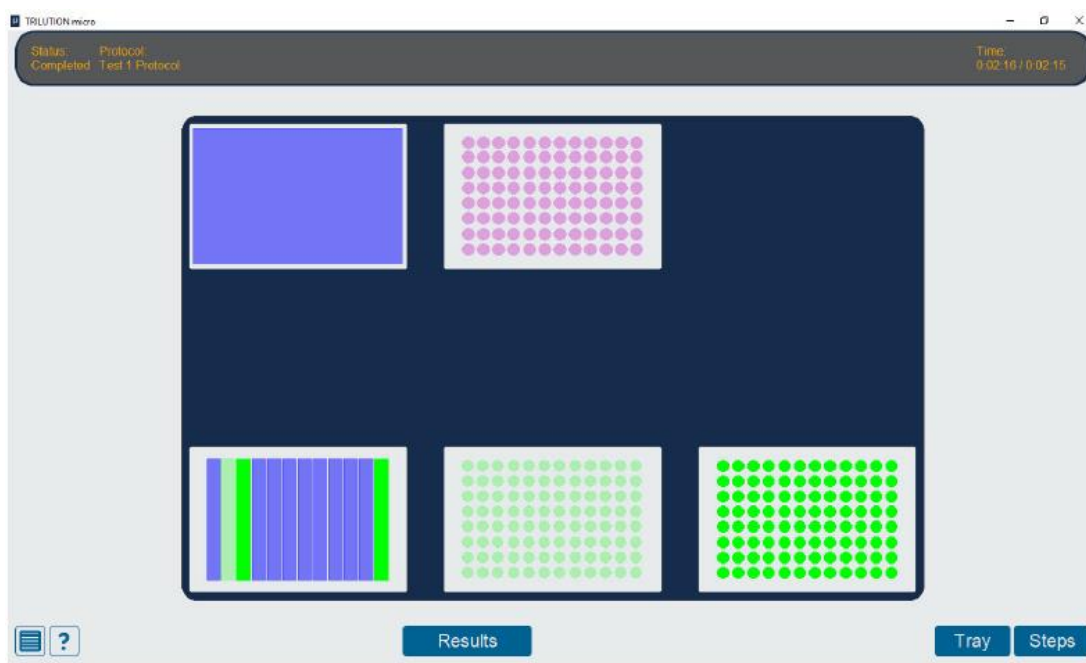 TRILUTION micro
Status: Protocol: Time:
Completed Test 1 Protocol 0:02:16 / 0:02:15
? Results Tray Steps